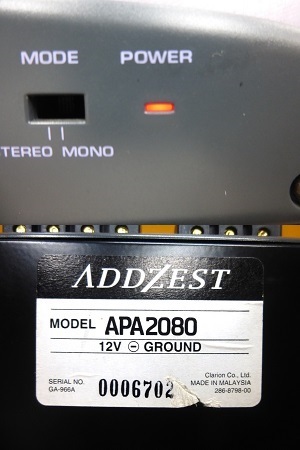 MODE POWER
TEREO MONO
ADDZEST
MODEL APA2080
12V ⊖ GROUND
SERIAL NO. 0006702 Clarion Co., Ltd.
GA-966A MADE IN MALAYSIA
286-8798-00